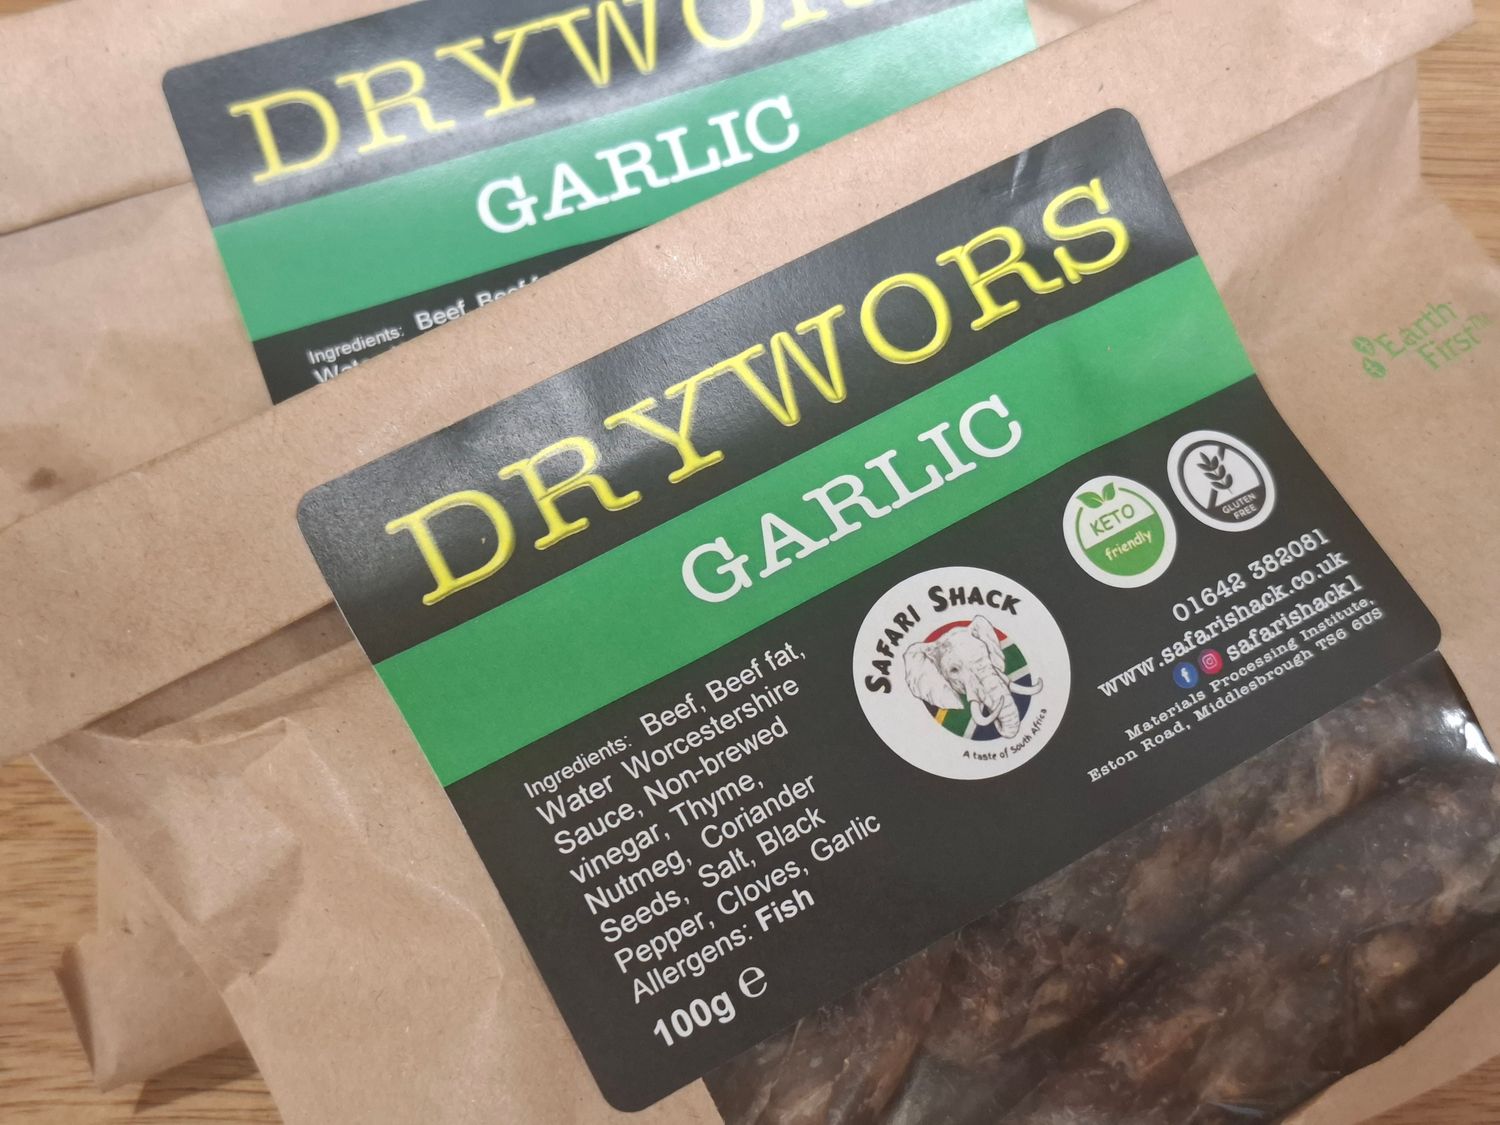 DRYWORS
GARLIC
Ingredients: Beef,
DRYWORS
GARLIC
Ingredients: Beef, Beef fat,
Water Worcestershire
Sauce, Non-brewed
vinegar, Thyme,
Nutmeg, Coriander
Seeds, Salt, Black
Pepper, Cloves, Garlic
Allergens: Fish
100g ℮
SAFARI SHACK
A taste of South Africa
KETO
friendly
GLUTEN
FREE
01642 382081
www.safarishack.co.uk
safarishack1
Materials Processing Institute,
Eston Road, Middlesbrough TS6 6US
Earth
First™